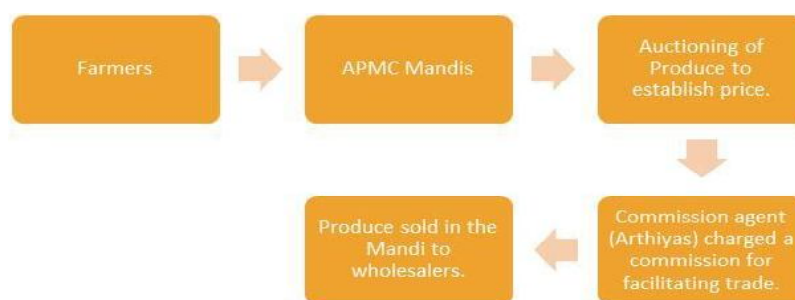 Farmers
APMC Mandis
Auctioning of
Produce to
establish price.
Commission agent
(Arthiyas) charged a
commission for
facilitating trade.
Produce sold in the
Mandi to
wholesalers.